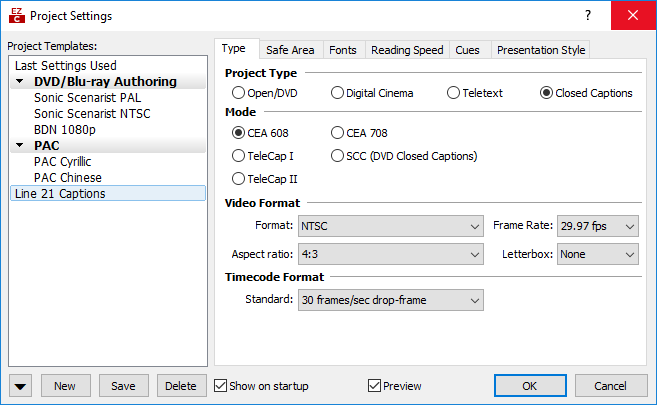 EZ C Project Settings ?
Project Templates:
Last Settings Used
DVD/Blu-ray Authoring
Sonic Scenarist PAL
Sonic Scenarist NTSC
BDN 1080p
PAC
PAC Cyrillic
PAC Chinese
Line 21 Captions
Type Safe Area Fonts Reading Speed Cues Presentation Style
Project Type
Open/DVD Digital Cinema Teletext Closed Captions
Mode
CEA 608 CEA 708
TeleCap I SCC (DVD Closed Captions)
TeleCap II
Video Format
Format: NTSC Frame Rate: 29.97 fps
Aspect ratio: 4:3 Letterbox: None
Timecode Format
Standard: 30 frames/sec drop-frame
New Save Delete Show on startup Preview OK Cancel